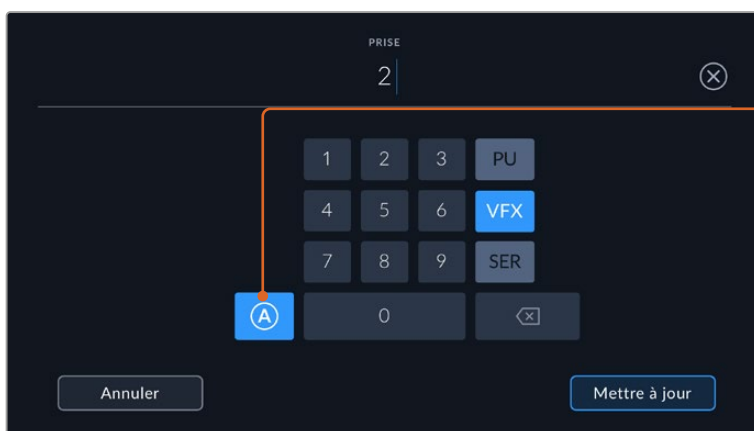 PRISE
2
1 2 3 PU
4 5 6 VFX
7 8 9 SER
A 0
Annuler Mettre à jour